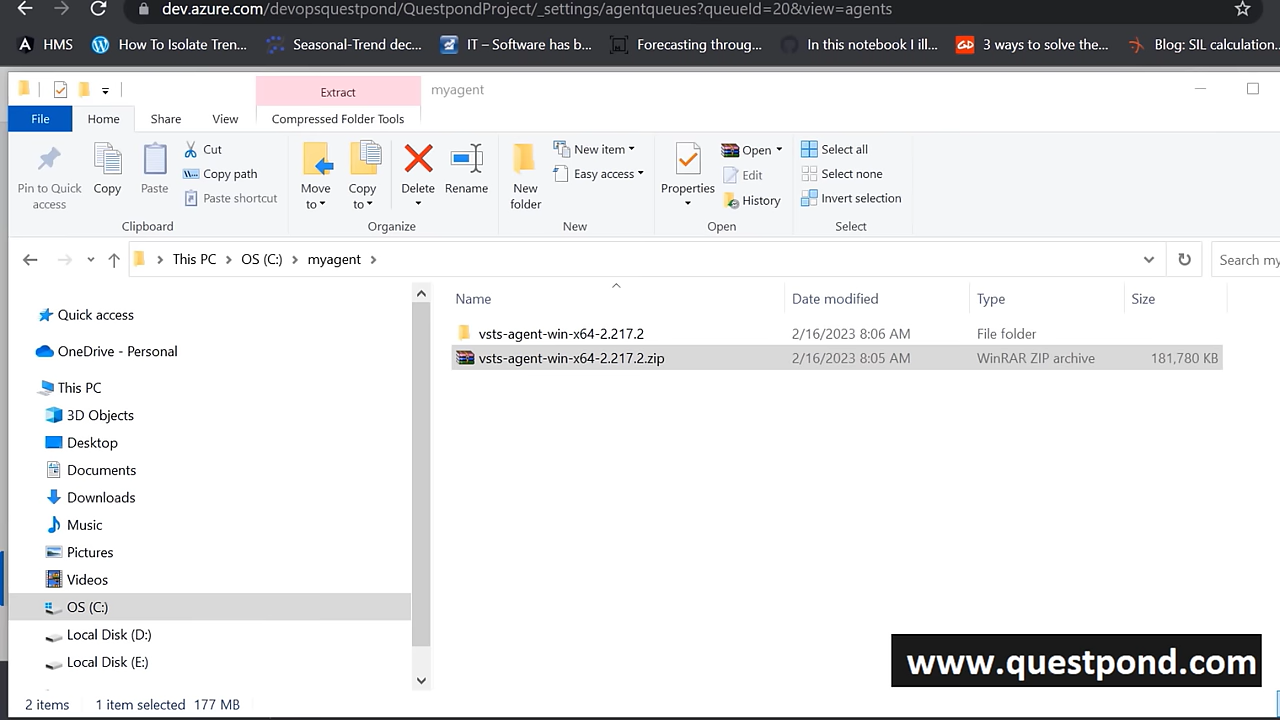 dev.azure.com/devopsquestpond/QuestpondProject/_settings/agentqueues?queueId=20&view=agents
HMS
How To Isolate Tren...
Seasonal-Trend dec...
IT – Software has b...
Forecasting throug...
In this notebook I ill...
3 ways to solve the...
Blog: SIL calculation...
Extract
myagent
File
Home
Share
View
Compressed Folder Tools
Pin to Quick
access
Copy
Paste
Cut
Copy path
Paste shortcut
Clipboard
Move
to
Copy
to
Delete
Rename
Organize
New
folder
New item
Easy access
New
Properties
Open
Edit
History
Open
Select all
Select none
Invert selection
Select
This PC
OS (C:)
myagent
Search my
Quick access
OneDrive - Personal
This PC
3D Objects
Desktop
Documents
Downloads
Music
Pictures
Videos
OS (C:)
Local Disk (D:)
Local Disk (E:)
Name Date modified Type Size
vsts-agent-win-x64-2.217.2 2/16/2023 8:06 AM File folder
vsts-agent-win-x64-2.217.2.zip 2/16/2023 8:05 AM WinRAR ZIP archive 181,780 KB
www.questpond.com
2 items 1 item selected 177 MB